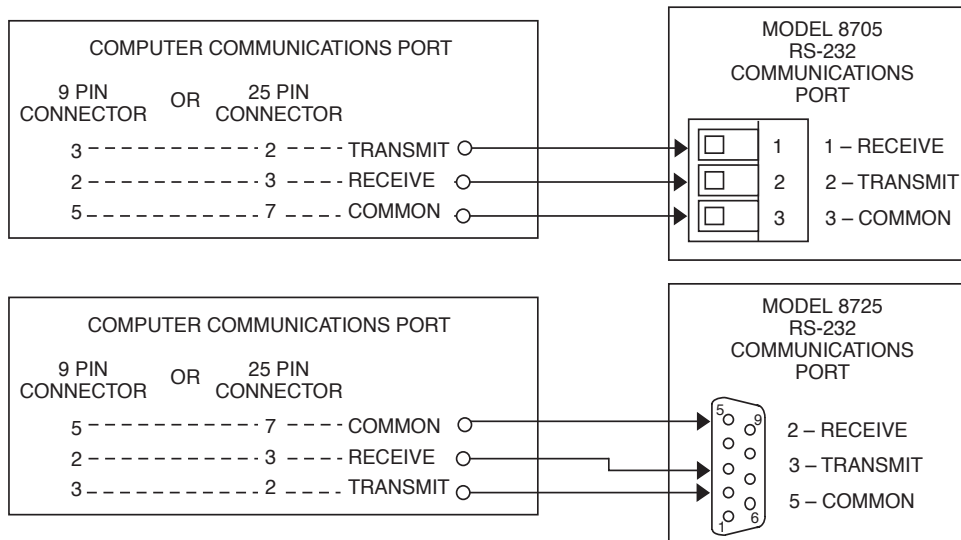 COMPUTER COMMUNICATIONS PORT
9 PIN
CONNECTOR
OR
25 PIN
CONNECTOR
3 2 TRANSMIT
2 3 RECEIVE
5 7 COMMON
MODEL 8705
RS-232
COMMUNICATIONS
PORT
1 1 – RECEIVE
2 2 – TRANSMIT
3 3 – COMMON
COMPUTER COMMUNICATIONS PORT
9 PIN
CONNECTOR
OR
25 PIN
CONNECTOR
5 7 COMMON
2 3 RECEIVE
3 2 TRANSMIT
MODEL 8725
RS-232
COMMUNICATIONS
PORT
5 9
1 6
2 – RECEIVE
3 – TRANSMIT
5 – COMMON